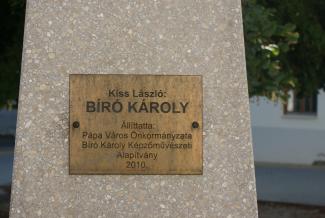 Kiss László:
BÍRÓ KÁROLY
Állíttatta:
Pápa Város Önkormányzata
Bíró Károly Képzőművészeti
Alapítvány
2010.